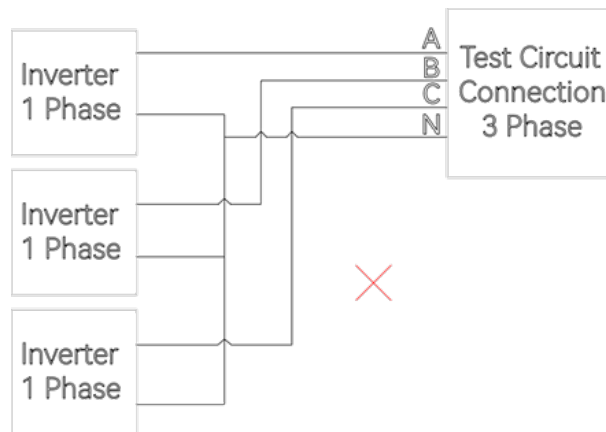 Inverter
1 Phase
A
B
C
N
Test Circuit
Connection
3 Phase
Inverter
1 Phase
Inverter
1 Phase